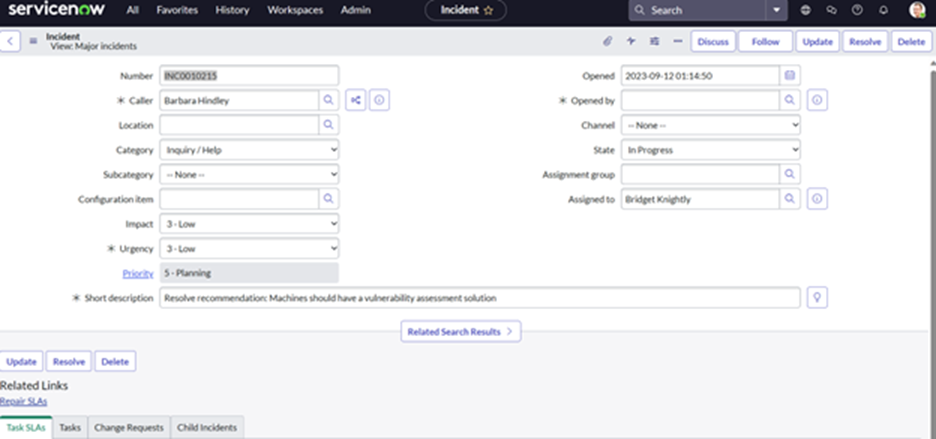 servicenow All Favorites History Workspaces Admin Incident ☆ Search
Incident
View: Major incidents
Discuss Follow Update Resolve Delete
Number INC0010215 Opened 2023-09-12 01:14:50
* Caller Barbara Hindley * Opened by
Location Channel -- None --
Category Inquiry / Help State In Progress
Subcategory -- None -- Assignment group
Configuration item Assigned to Bridget Knightly
Impact 3 - Low
* Urgency 3 - Low
Priority 5 - Planning
* Short description Resolve recommendation: Machines should have a vulnerability assessment solution
Related Search Results >
Update Resolve Delete
Related Links
Repair SLAs
Task SLAs Tasks Change Requests Child Incidents